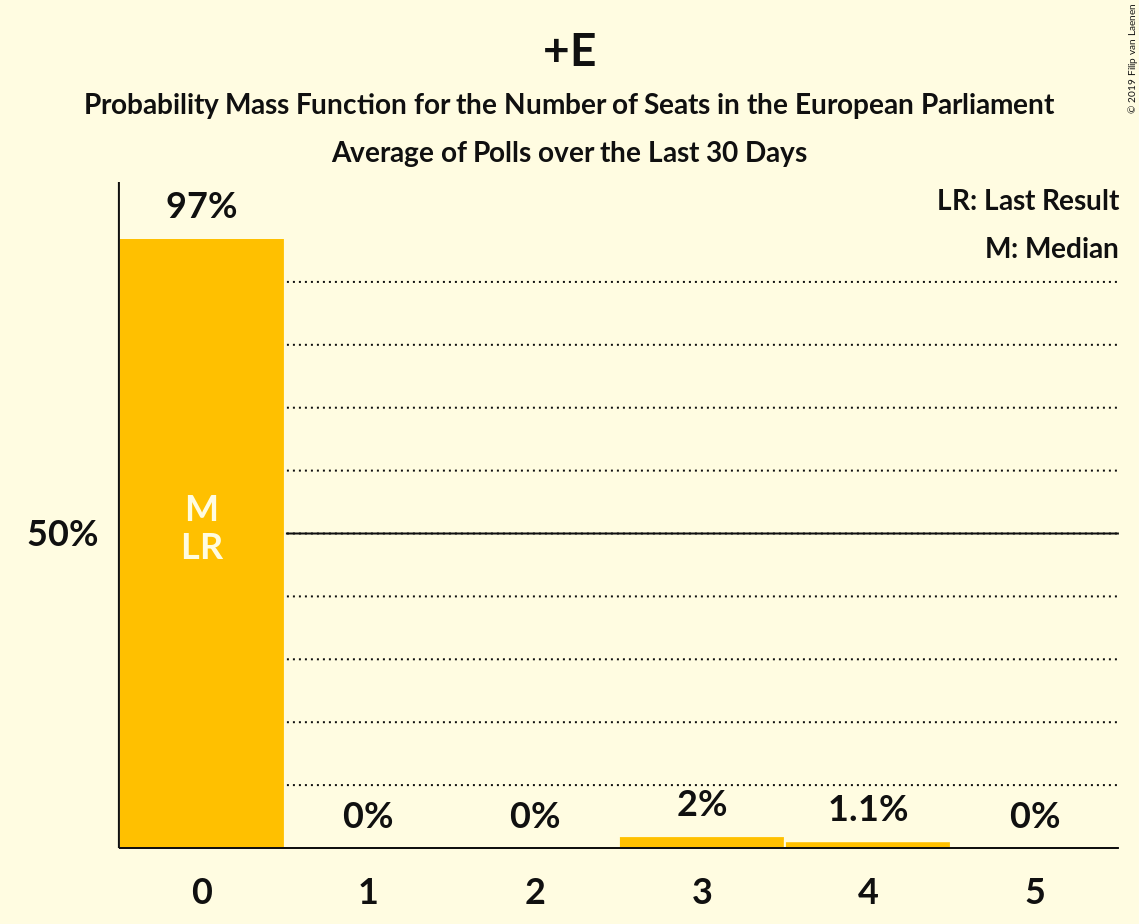 +E
Probability Mass Function for the Number of Seats in the European Parliament
Average of Polls over the Last 30 Days
© 2019 Filip van Laenen
LR: Last Result
M: Median
97%
M
LR
50%
0%
0%
2%
1.1%
0%
0
1
2
3
4
5